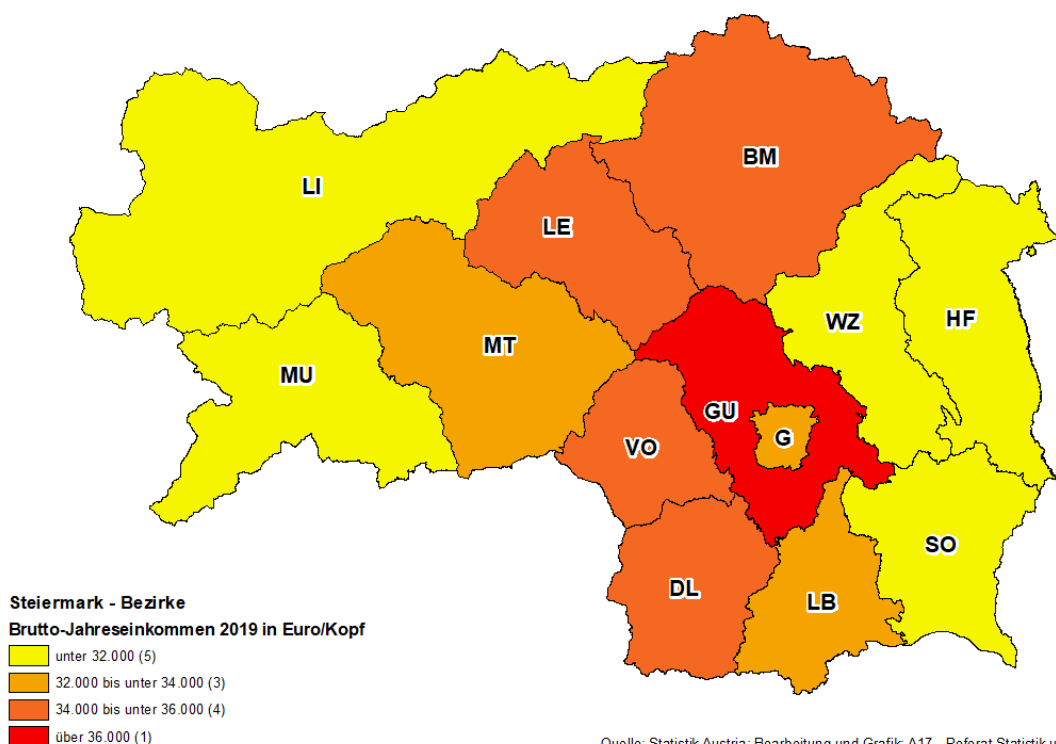 BM
LI
LE
WZ
HF
MT
MU
GU
G
VO
SO
DL
LB
Steiermark - Bezirke
Brutto-Jahreseinkommen 2019 in Euro/Kopf
unter 32.000 (5)
32.000 bis unter 34.000 (3)
34.000 bis unter 36.000 (4)
über 36.000 (1)
Quelle: Statistik Austria; Bearbeitung und Grafik: A17 - Referat Statistik u